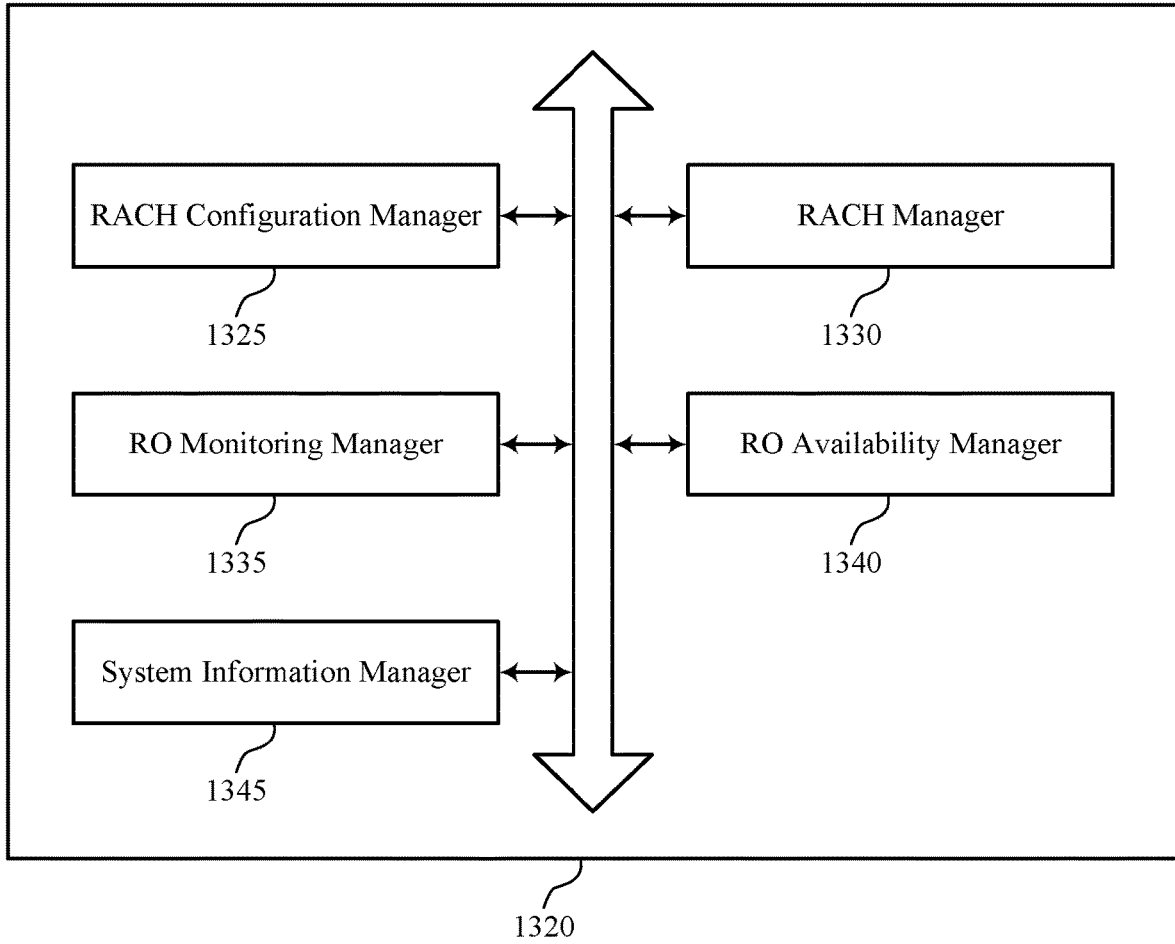 RACH Configuration Manager
RACH Manager
1325
1330
RO Monitoring Manager
RO Availability Manager
1335
1340
System Information Manager
1345
1320